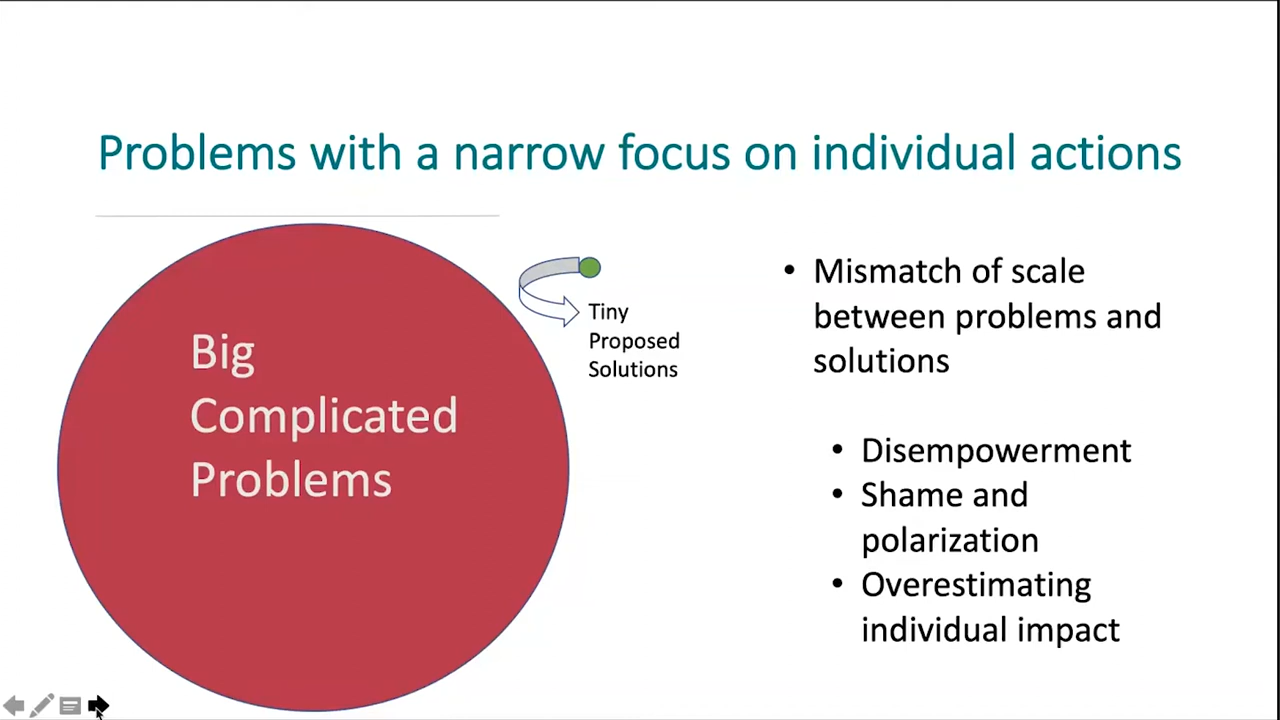 Problems with a narrow focus on individual actions
Big
Complicated
Problems
Tiny
Proposed
Solutions
• Mismatch of scale
between problems and
solutions
• Disempowerment
• Shame and
polarization
• Overestimating
individual impact